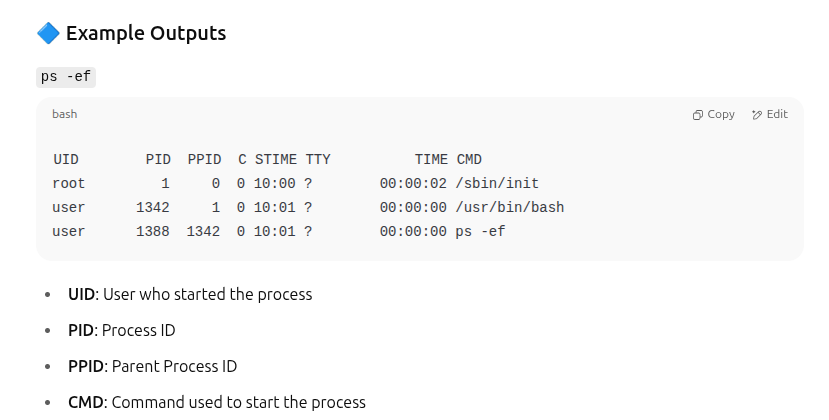 🔷 Example Outputs
ps -ef
bash Copy Edit
UID        PID  PPID  C STIME TTY          TIME CMD
root         1     0  0 10:00 ?        00:00:02 /sbin/init
user      1342     1  0 10:01 ?        00:00:00 /usr/bin/bash
user      1388  1342  0 10:01 ?        00:00:00 ps -ef
• UID: User who started the process
• PID: Process ID
• PPID: Parent Process ID
• CMD: Command used to start the process